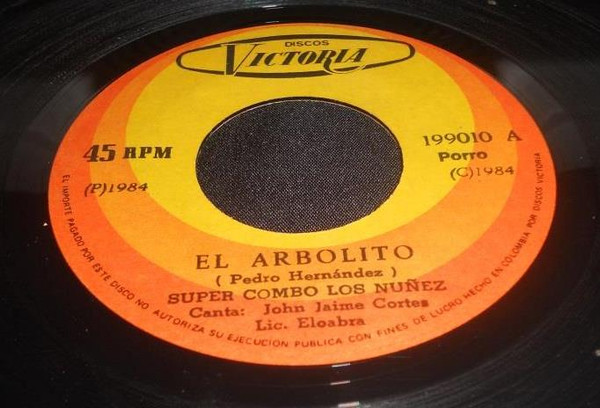 DISCOS
VICTORIA
45 RPM
199010 A
Porro
(P)1984
(C)1984
EL ARBOLITO
( Pedro Hernández )
SUPER COMBO LOS NUÑEZ
Canta: John Jaime Cortes
Lic. Eloabra
EL IMPORTE PAGADO POR ESTE DISCO NO AUTORIZA SU EJECUCION PUBLICA CON FINES DE LUCRO HECHO EN COLOMBIA POR DISCOS VICTORIA